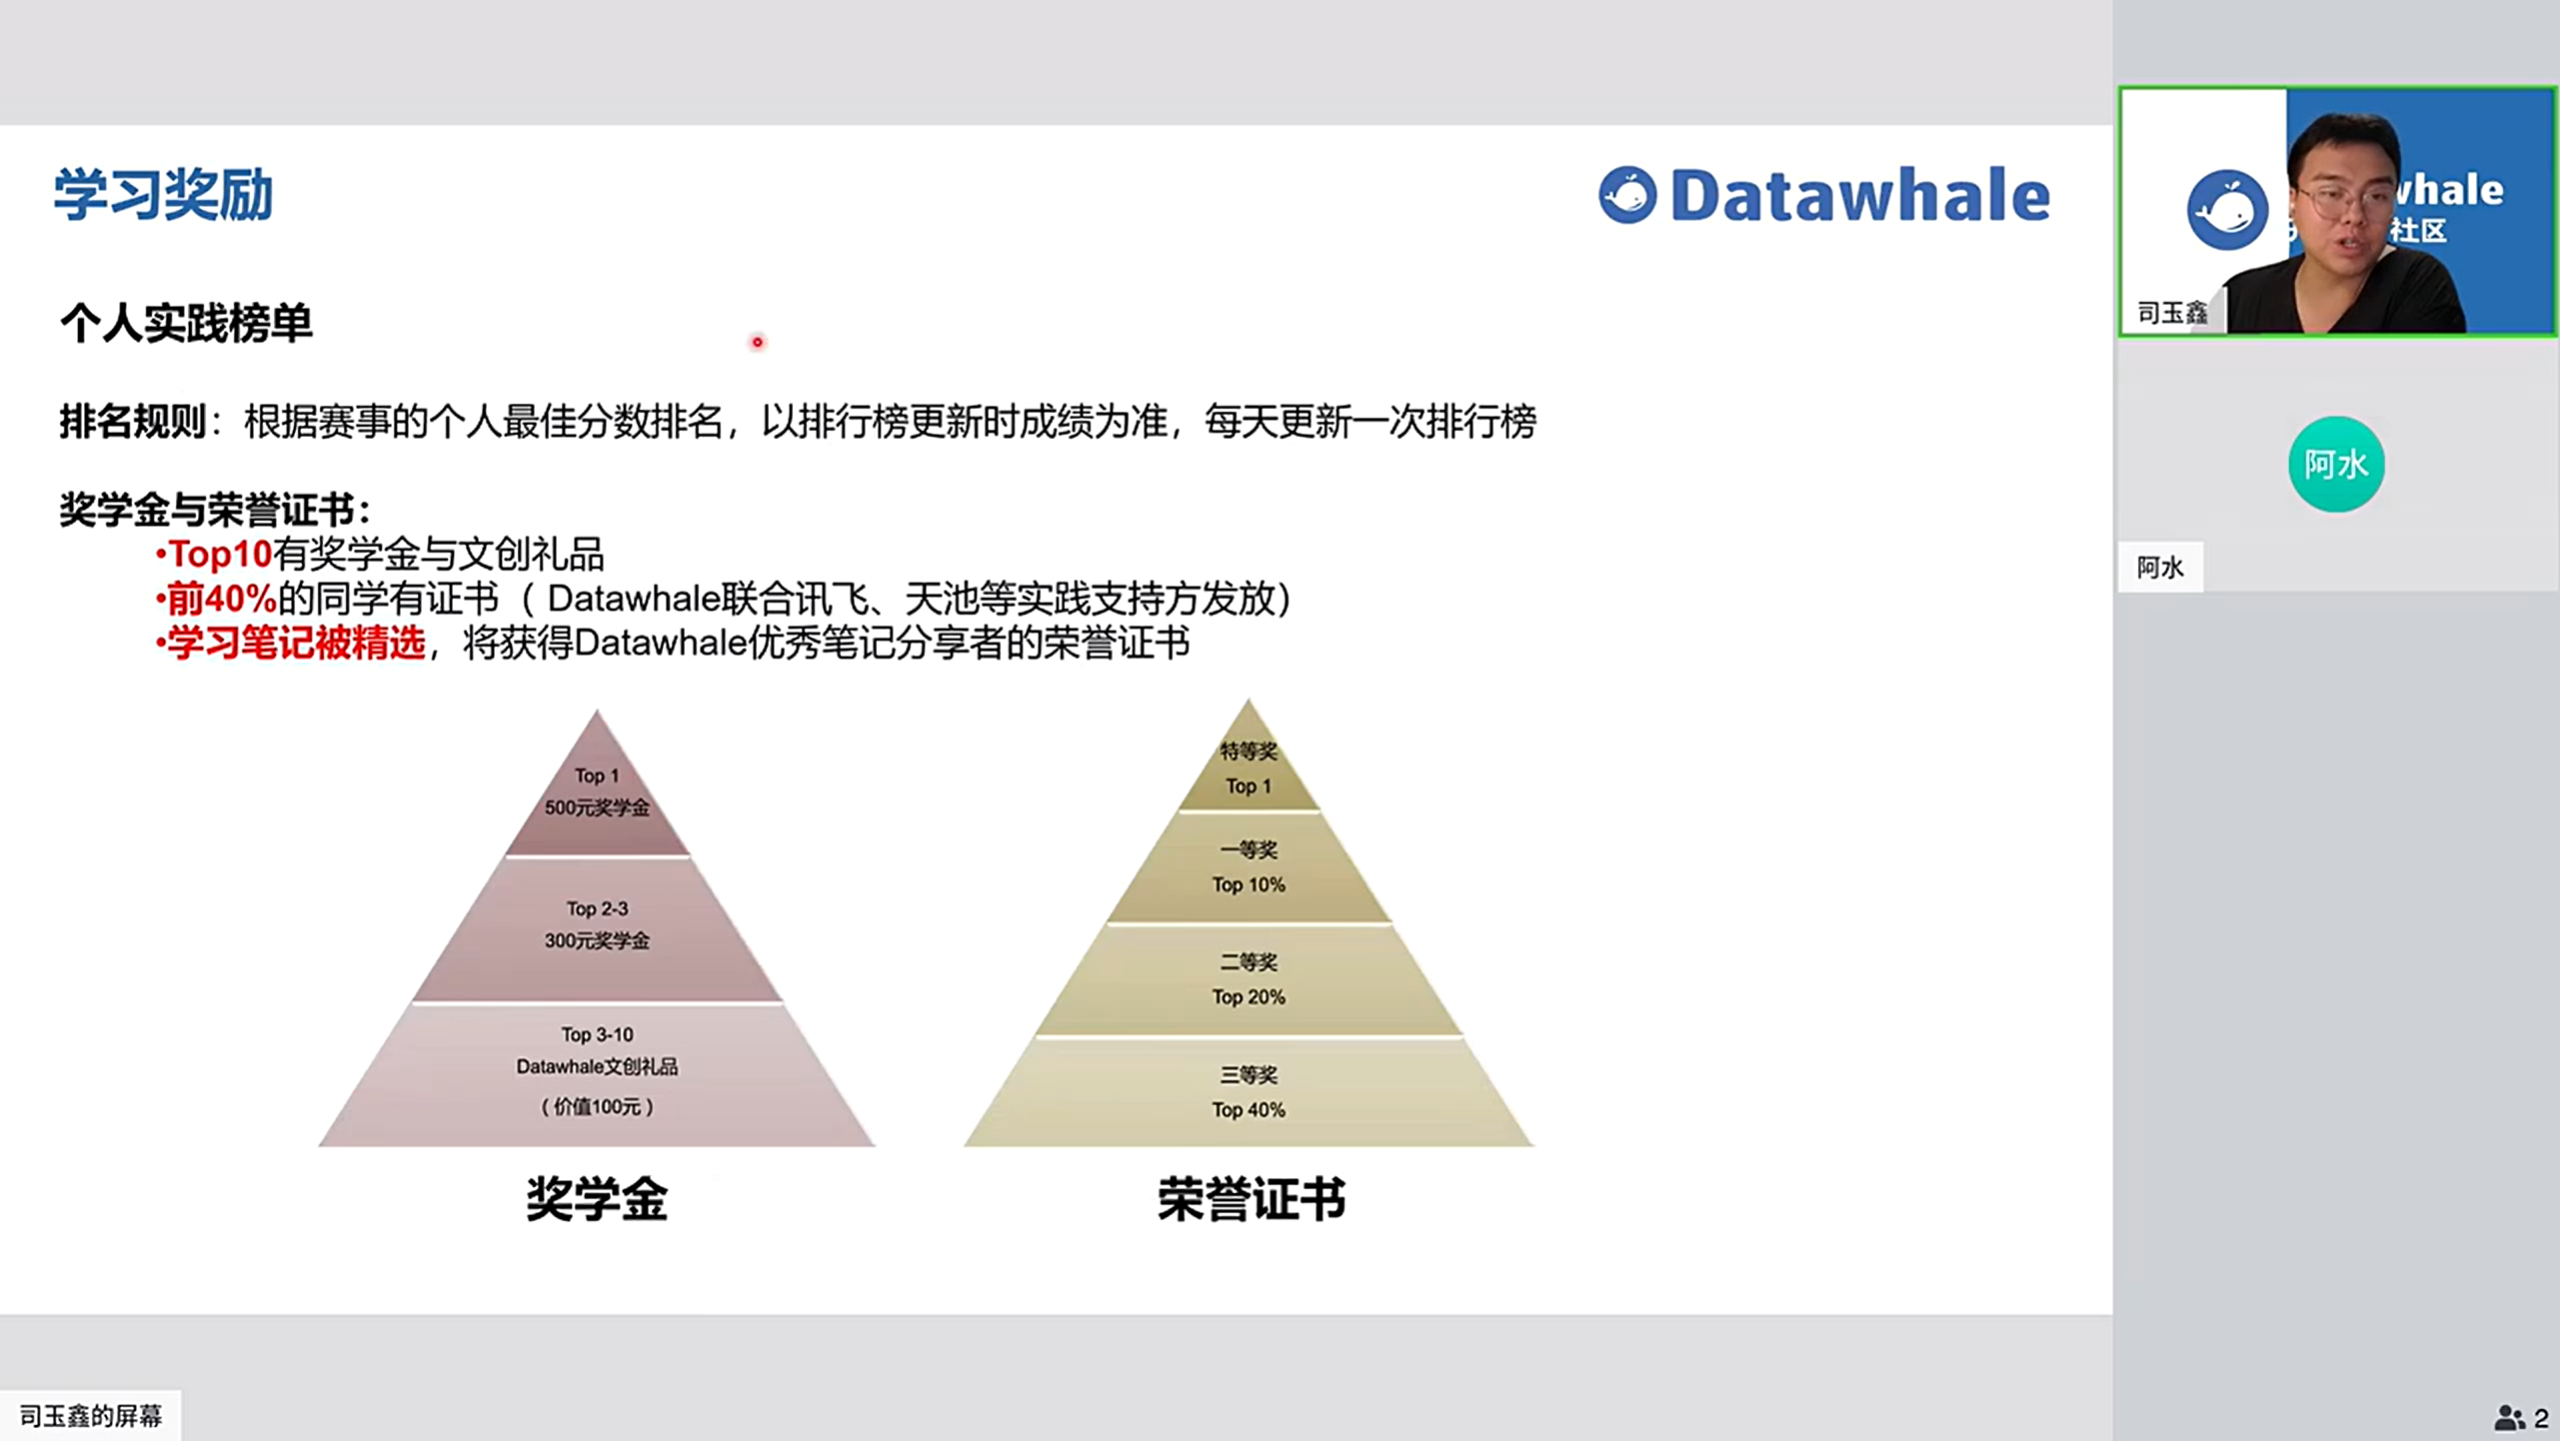 学习奖励
Datawhale
个人实践榜单
排名规则：根据赛事的个人最佳分数排名，以排行榜更新时成绩为准，每天更新一次排行榜
奖学金与荣誉证书：
•Top10有奖学金与文创礼品
•前40%的同学有证书（ Datawhale联合讯飞、天池等实践支持方发放）
•学习笔记被精选，将获得Datawhale优秀笔记分享者的荣誉证书
Top 1
500元奖学金
Top 2-3
300元奖学金
Top 3-10
Datawhale文创礼品
（价值100元）
奖学金
特等奖
Top 1
一等奖
Top 10%
二等奖
Top 20%
三等奖
Top 40%
荣誉证书
whale
社区
司玉鑫
阿水
阿水
司玉鑫的屏幕
2